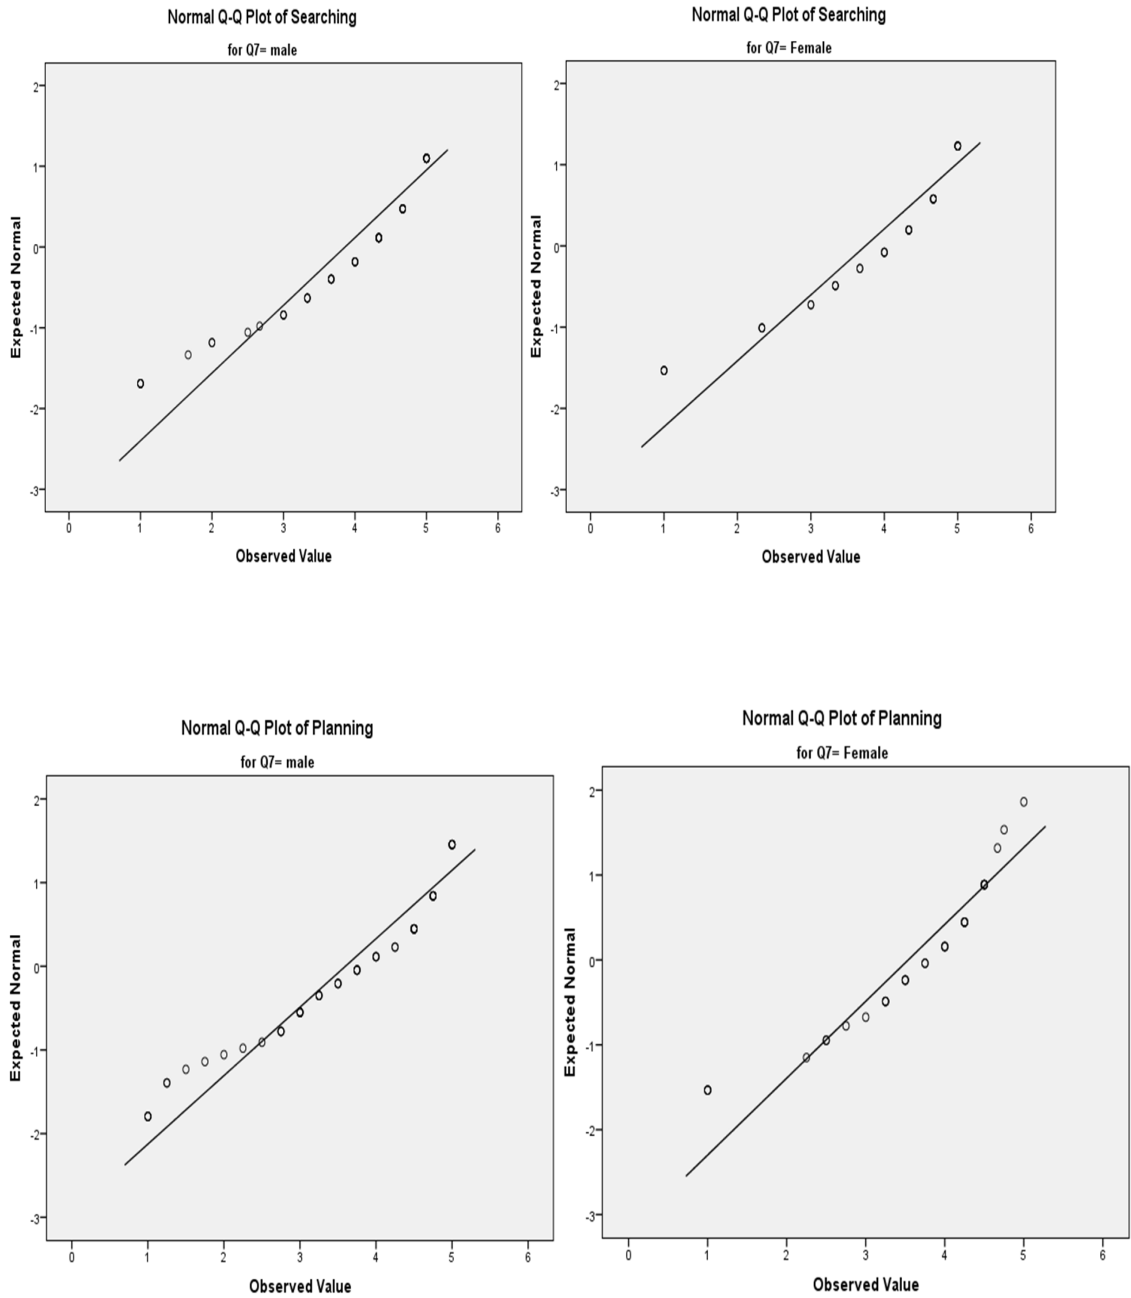 Normal Q-Q Plot of Searching
for Q7= male
Expected Normal
2
1
0
-1
-2
-3
0 1 2 3 4 5 6
Observed Value
Normal Q-Q Plot of Searching
for Q7= Female
Expected Normal
2
1
0
-1
-2
-3
0 1 2 3 4 5 6
Observed Value
Normal Q-Q Plot of Planning
for Q7= male
Expected Normal
2
1
0
-1
-2
-3
0 1 2 3 4 5 6
Observed Value
Normal Q-Q Plot of Planning
for Q7= Female
Expected Normal
2
1
0
-1
-2
-3
0 1 2 3 4 5 6
Observed Value